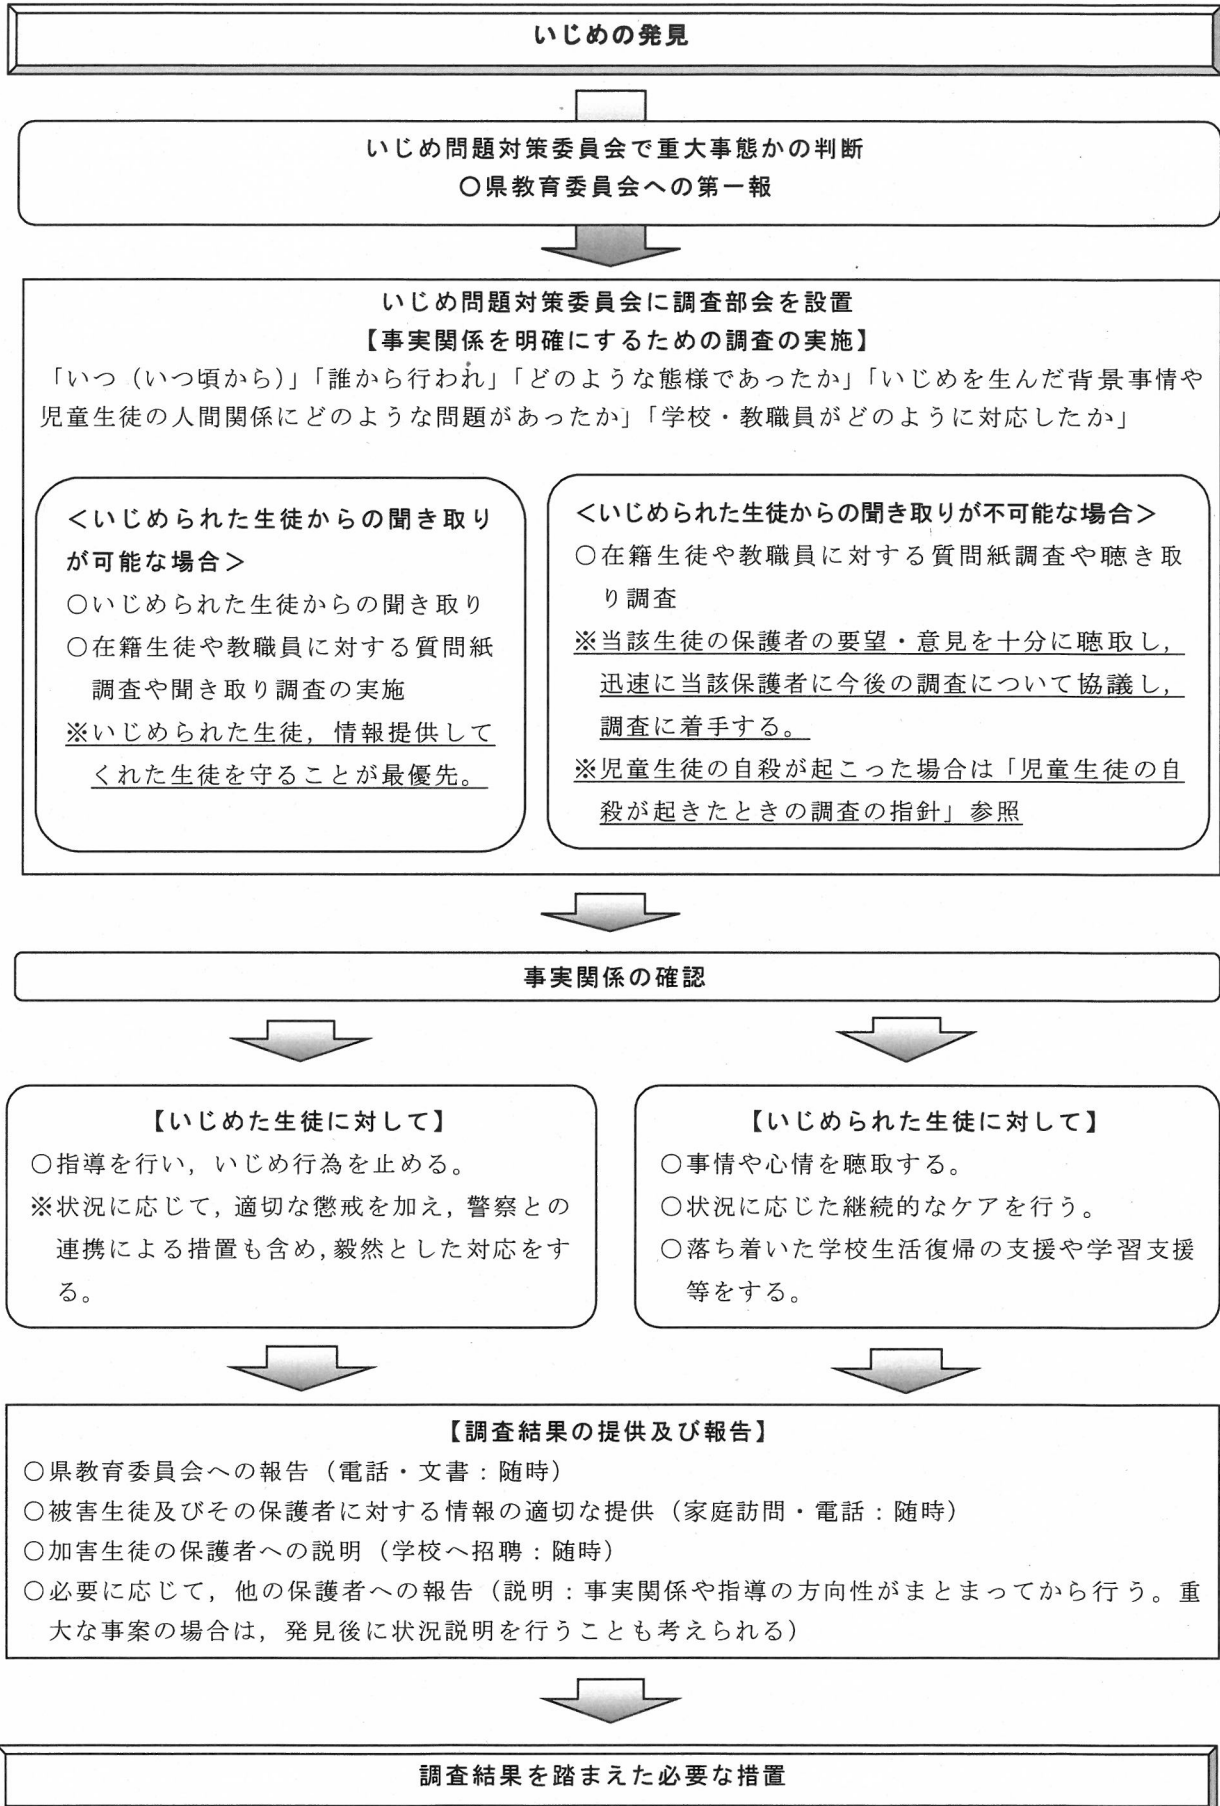 いじめの発見
いじめ問題対策委員会で重大事態かの判断
〇県教育委員会への第一報
いじめ問題対策委員会に調査部会を設置
【事実関係を明確にするための調査の実施】
「いつ（いつ頃から）」「誰から行われ」「どのような態様であったか」「いじめを生んだ背景事情や
児童生徒の人間関係にどのような問題があったか」「学校・教職員がどのように対応したか」
＜いじめられた生徒からの聞き取り
が可能な場合＞
○いじめられた生徒からの聞き取り
○在籍生徒や教職員に対する質問紙
調査や聞き取り調査の実施
※いじめられた生徒，情報提供して
くれた生徒を守ることが最優先。
＜いじめられた生徒からの聞き取りが不可能な場合＞
○在籍生徒や教職員に対する質問紙調査や聴き取
り調査
※当該生徒の保護者の要望・意見を十分に聴取し，
迅速に当該保護者に今後の調査について協議し，
調査に着手する。
※児童生徒の自殺が起こった場合は「児童生徒の自
殺が起きたときの調査の指針」参照
事実関係の確認
【いじめた生徒に対して】
○指導を行い，いじめ行為を止める。
※状況に応じて，適切な懲戒を加え，警察との
連携による措置も含め，毅然とした対応をす
る。
【いじめられた生徒に対して】
○事情や心情を聴取する。
○状況に応じた継続的なケアを行う。
○落ち着いた学校生活復帰の支援や学習支援
等をする。
【調査結果の提供及び報告】
○県教育委員会への報告（電話・文書：随時）
○被害生徒及びその保護者に対する情報の適切な提供（家庭訪問・電話：随時）
○加害生徒の保護者への説明（学校へ招聘：随時）
○必要に応じて，他の保護者への報告（説明：事実関係や指導の方向性がまとまってから行う。重
大な事案の場合は，発見後に状況説明を行うことも考えられる）
調査結果を踏まえた必要な措置